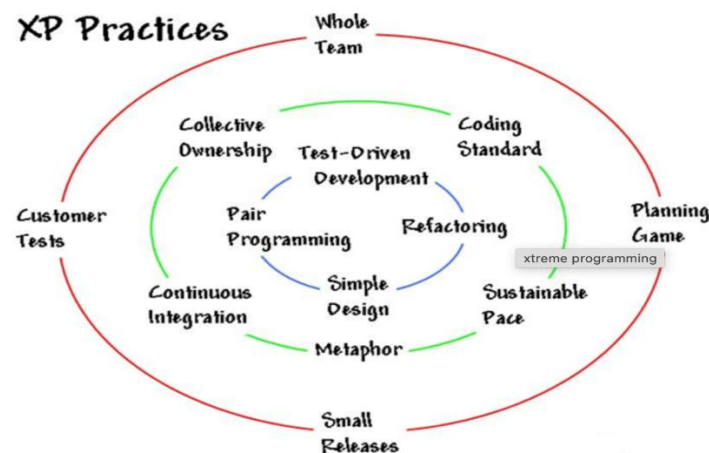 XP Practices
Whole
Team
Collective
Ownership
Coding
Standard
Test-Driven
Development
Customer
Tests
Pair
Programming
Refactoring
Planning
Game
xtreme programming
Continuous
Integration
Simple
Design
Sustainable
Pace
Metaphor
Small
Releases